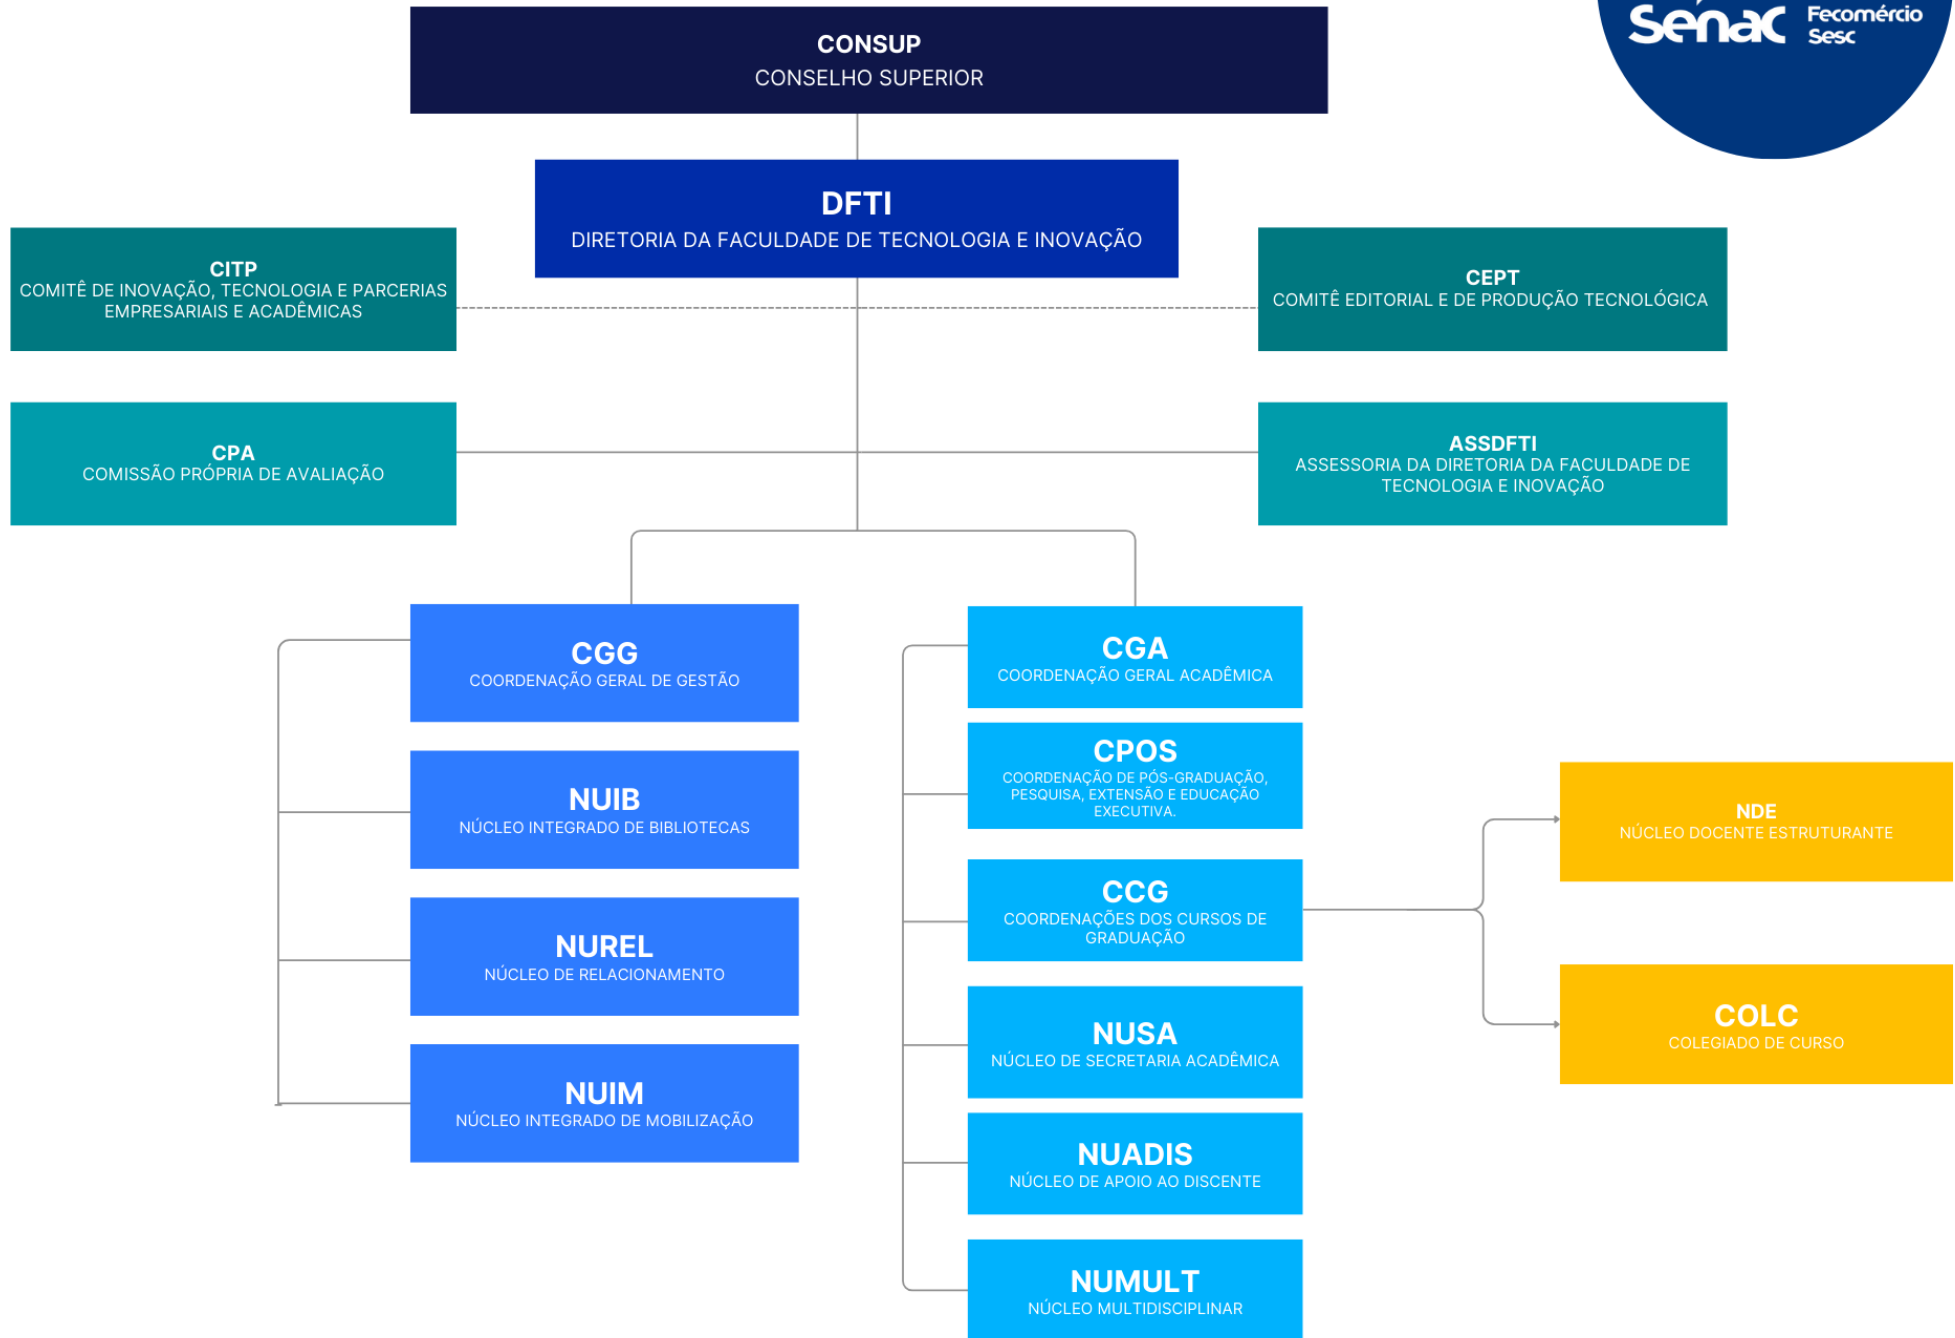 Senac
Fecomércio
Sesc
CONSUP
CONSELHO SUPERIOR
DFTI
DIRETORIA DA FACULDADE DE TECNOLOGIA E INOVAÇÃO
CITP
COMITÊ DE INOVAÇÃO, TECNOLOGIA E PARCERIAS
EMPRESARIAIS E ACADÊMICAS
CEPT
COMITÊ EDITORIAL E DE PRODUÇÃO TECNOLÓGICA
CPA
COMISSÃO PRÓPRIA DE AVALIAÇÃO
ASSDFTI
ASSESSORIA DA DIRETORIA DA FACULDADE DE
TECNOLOGIA E INOVAÇÃO
CGG
COORDENAÇÃO GERAL DE GESTÃO
NUIB
NÚCLEO INTEGRADO DE BIBLIOTECAS
NUREL
NÚCLEO DE RELACIONAMENTO
NUIM
NÚCLEO INTEGRADO DE MOBILIZAÇÃO
CGA
COORDENAÇÃO GERAL ACADÊMICA
CPOS
COORDENAÇÃO DE PÓS-GRADUAÇÃO,
PESQUISA, EXTENSÃO E EDUCAÇÃO
EXECUTIVA.
CCG
COORDENAÇÕES DOS CURSOS DE
GRADUAÇÃO
NUSA
NÚCLEO DE SECRETARIA ACADÊMICA
NUADIS
NÚCLEO DE APOIO AO DISCENTE
NUMULT
NÚCLEO MULTIDISCIPLINAR
NDE
NÚCLEO DOCENTE ESTRUTURANTE
COLC
COLEGIADO DE CURSO